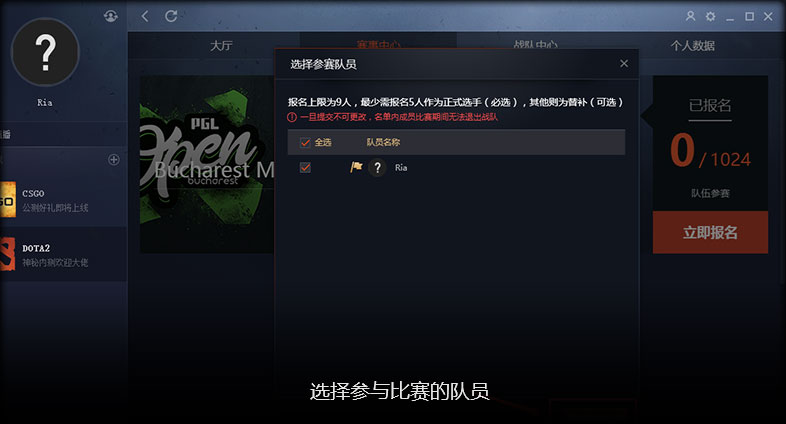 Ria
播
CSGO
公测好礼即将上线
DOTA2
神秘内测欢迎大佬
大厅
赛事中心
战队中心
个人数据
PGL
Open
bucharest
Bucharest M
选择参赛队员
报名上限为9人，最少需报名5人作为正式选手（必选），其他则为替补（可选）
一旦提交不可更改，名单内成员比赛期间无法退出战队
全选
队员名称
?
Ria
已报名
0 / 1024
队伍参赛
立即报名
选择参与比赛的队员